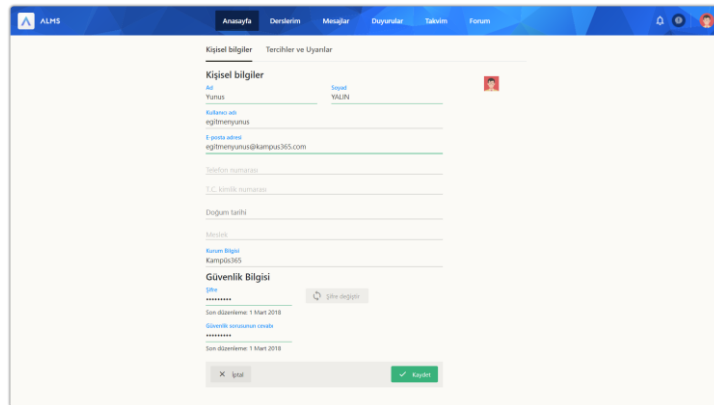 ALMS Anasayfa Derslerim Mesajlar Duyurular Takvim Forum
Kişisel bilgiler Tercihler ve Uyarılar
Kişisel bilgiler
Ad Soyad
Yunus YALIN
Kullanıcı adı
egitmenyunus
E-posta adresi
egitmenyunus@kampus365.com
Telefon numarası
T.C. kimlik numarası
Doğum tarihi
Meslek
Kurum Bilgisi
Kampüs365
Güvenlik Bilgisi
Şifre
•••••••••
Şifre değiştir
Son düzenleme: 1 Mart 2018
Güvenlik sorusunun cevabı
•••••••••
Son düzenleme: 1 Mart 2018
İptal Kaydet